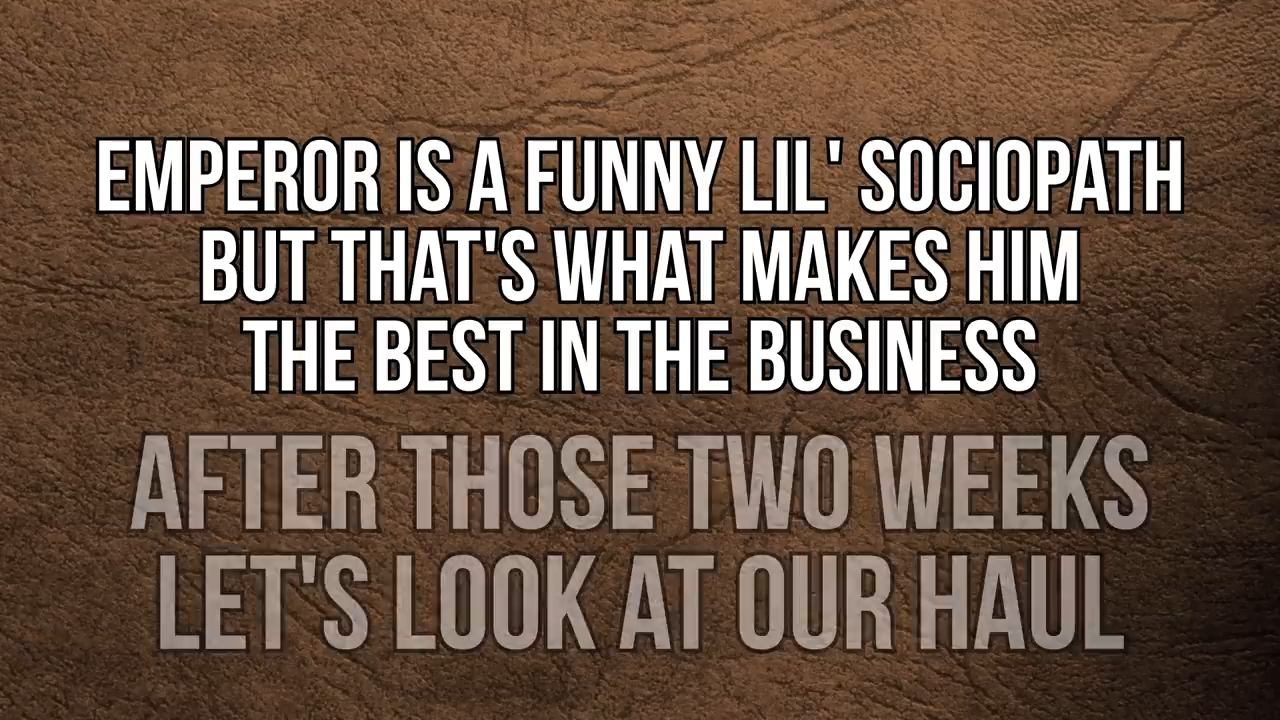 EMPEROR IS A FUNNY LIL' SOCIOPATH
BUT THAT'S WHAT MAKES HIM
THE BEST IN THE BUSINESS
AFTER THOSE TWO WEEKS
LET'S LOOK AT OUR HAUL